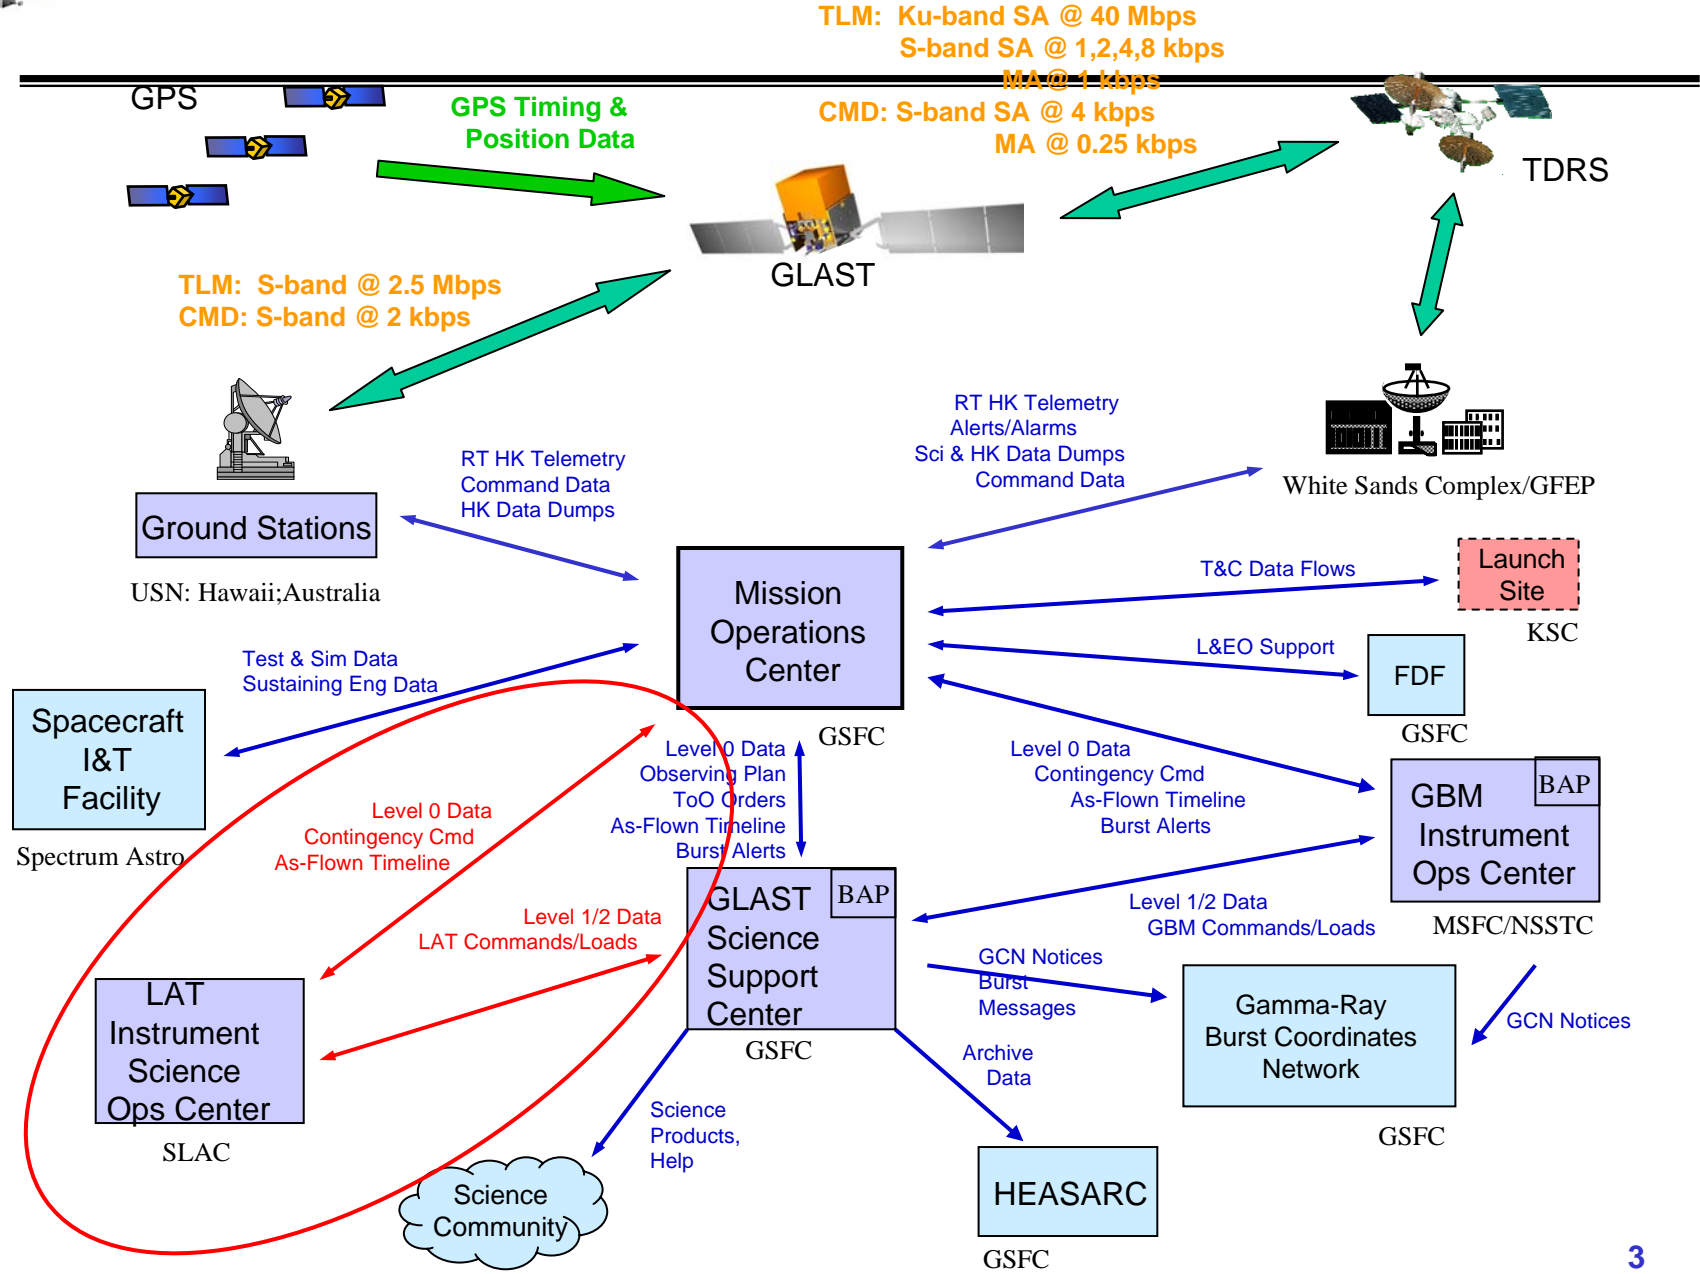 TLM: Ku-band SA @ 40 Mbps
S-band SA @ 1,2,4,8 kbps
MA@ 1 kbps
CMD: S-band SA @ 4 kbps
MA @ 0.25 kbps
GPS
GPS Timing &
Position Data
TDRS
GLAST
TLM: S-band @ 2.5 Mbps
CMD: S-band @ 2 kbps
RT HK Telemetry
Alerts/Alarms
Sci & HK Data Dumps
Command Data
White Sands Complex/GFEP
RT HK Telemetry
Command Data
HK Data Dumps
Ground Stations
USN: Hawaii;Australia
Mission
Operations
Center
GSFC
T&C Data Flows
Launch
Site
KSC
L&EO Support
FDF
GSFC
Test & Sim Data
Sustaining Eng Data
Spacecraft
I&T
Facility
Spectrum Astro
Level 0 Data
Contingency Cmd
As-Flown Timeline
Level 0 Data
Observing Plan
ToO Orders
As-Flown Timeline
Burst Alerts
Level 0 Data
Contingency Cmd
As-Flown Timeline
Burst Alerts
GBM
BAP
Instrument
Ops Center
MSFC/NSSTC
Level 1/2 Data
LAT Commands/Loads
GLAST
BAP
Science
Support
Center
GSFC
Level 1/2 Data
GBM Commands/Loads
GCN Notices
Burst
Messages
Gamma-Ray
Burst Coordinates
Network
GSFC
GCN Notices
LAT
Instrument
Science
Ops Center
SLAC
Archive
Data
Science
Products,
Help
Science
Community
HEASARC
GSFC
3